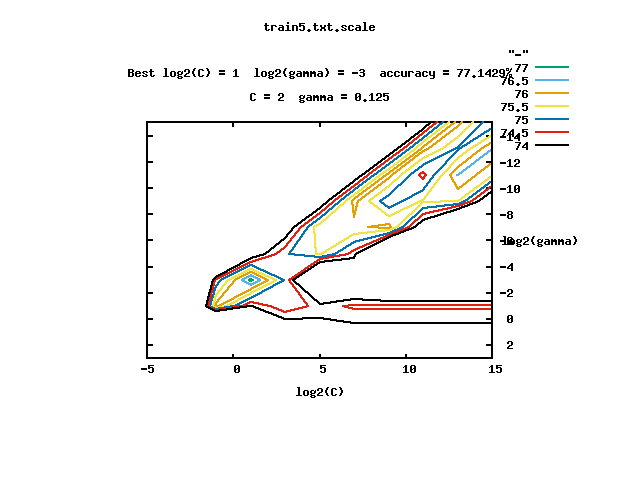 train5.txt.scale
"-"
Best log2(C) = 1  log2(gamma) = -3  accuracy = 77.1429%
77
76.5
C = 2  gamma = 0.125
76
75.5
75
74.5
74
-14
-12
-10
-8
-6
log2(gamma)
-4
-2
0
2
-5 0 5 10 15
log2(C)